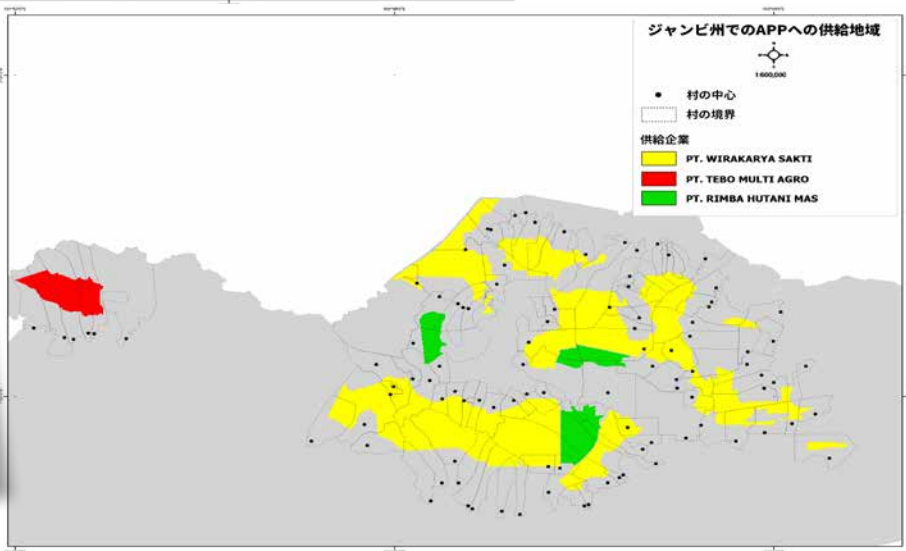 ジャンビ州でのAPPへの供給地域
1:600,000
村の中心
村の境界
供給企業
PT. WIRAKARYA SAKTI
PT. TEBO MULTI AGRO
PT. RIMBA HUTANI MAS